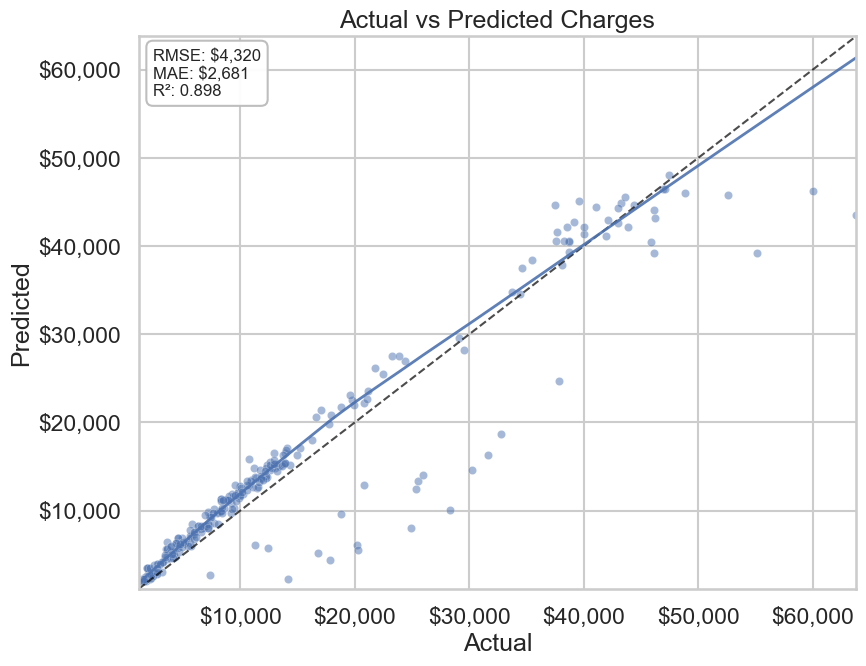 Actual vs Predicted Charges
RMSE: $4,320
MAE: $2,681
R²: 0.898
Predicted
$60,000
$50,000
$40,000
$30,000
$20,000
$10,000
$10,000 $20,000 $30,000 $40,000 $50,000 $60,000
Actual